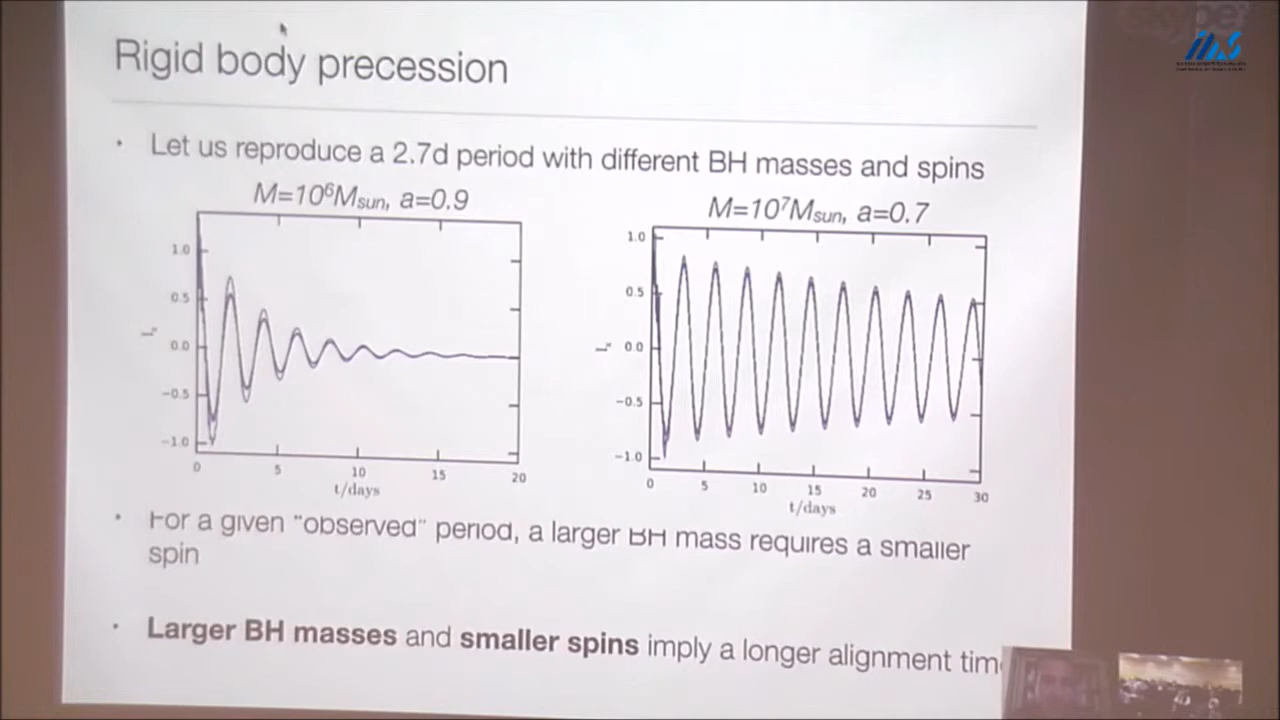 skype
Rigid body precession
• Let us reproduce a 2.7d period with different BH masses and spins
M=10⁶Msun, a=0.9
M=10⁷Msun, a=0.7
1.0
0.5
0.0
−0.5
−1.0
0 5 10 15 20
t/days
1.0
0.5
0.0
−0.5
−1.0
0 5 10 15 20 25 30
t/days
• For a given "observed" period, a larger BH mass requires a smaller
spin
• Larger BH masses and smaller spins imply a longer alignment